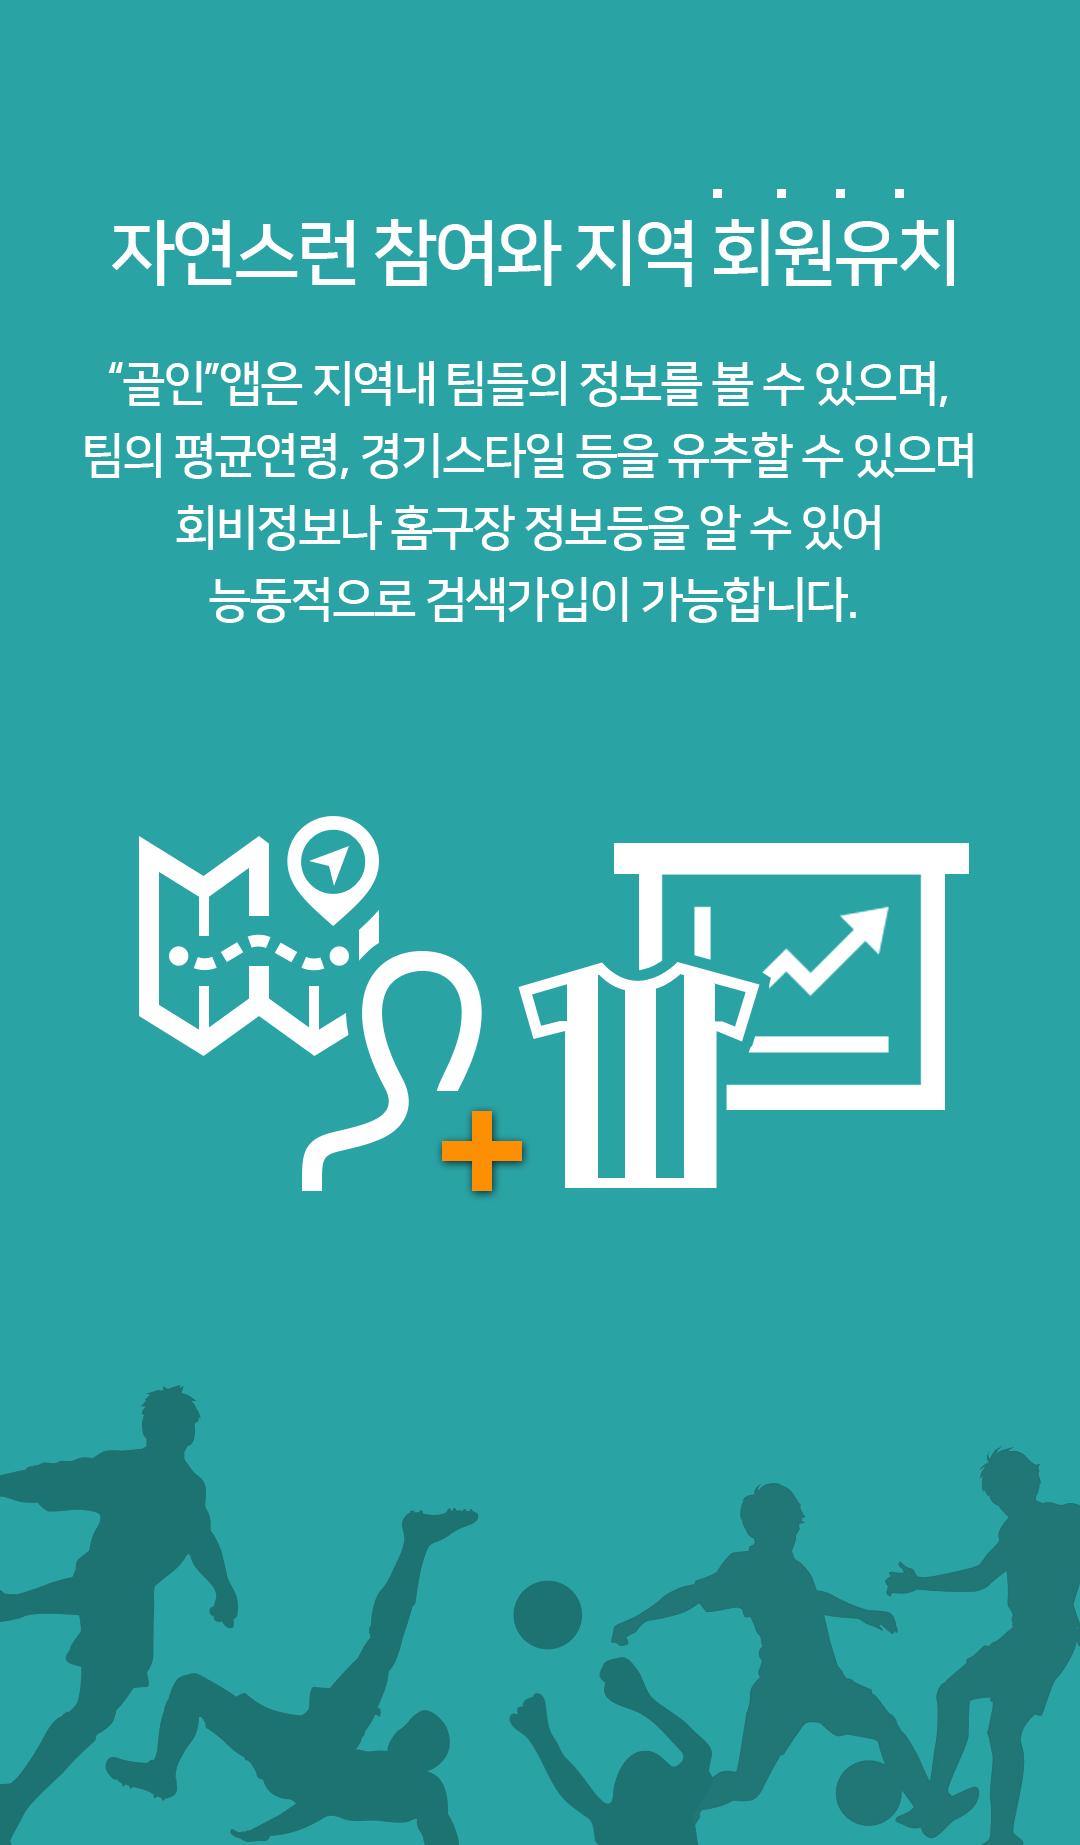 자연스런 참여와 지역 회원유치
“골인”앱은 지역내 팀들의 정보를 볼 수 있으며,
팀의 평균연령, 경기스타일 등을 유추할 수 있으며
회비정보나 홈구장 정보등을 알 수 있어
능동적으로 검색가입이 가능합니다.